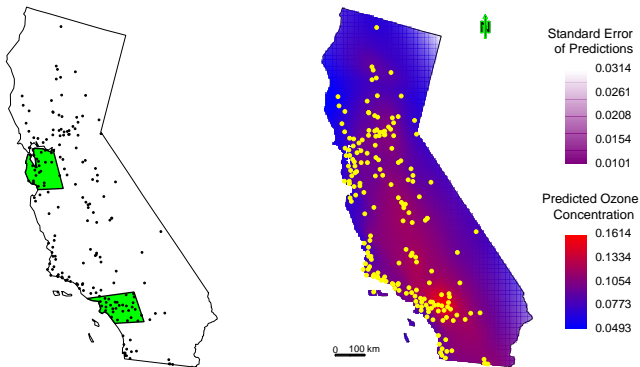 N
Standard Error
of Predictions
0.0314
0.0261
0.0208
0.0154
0.0101
Predicted Ozone
Concentration
0.1614
0.1334
0.1054
0.0773
0.0493
0 100 km